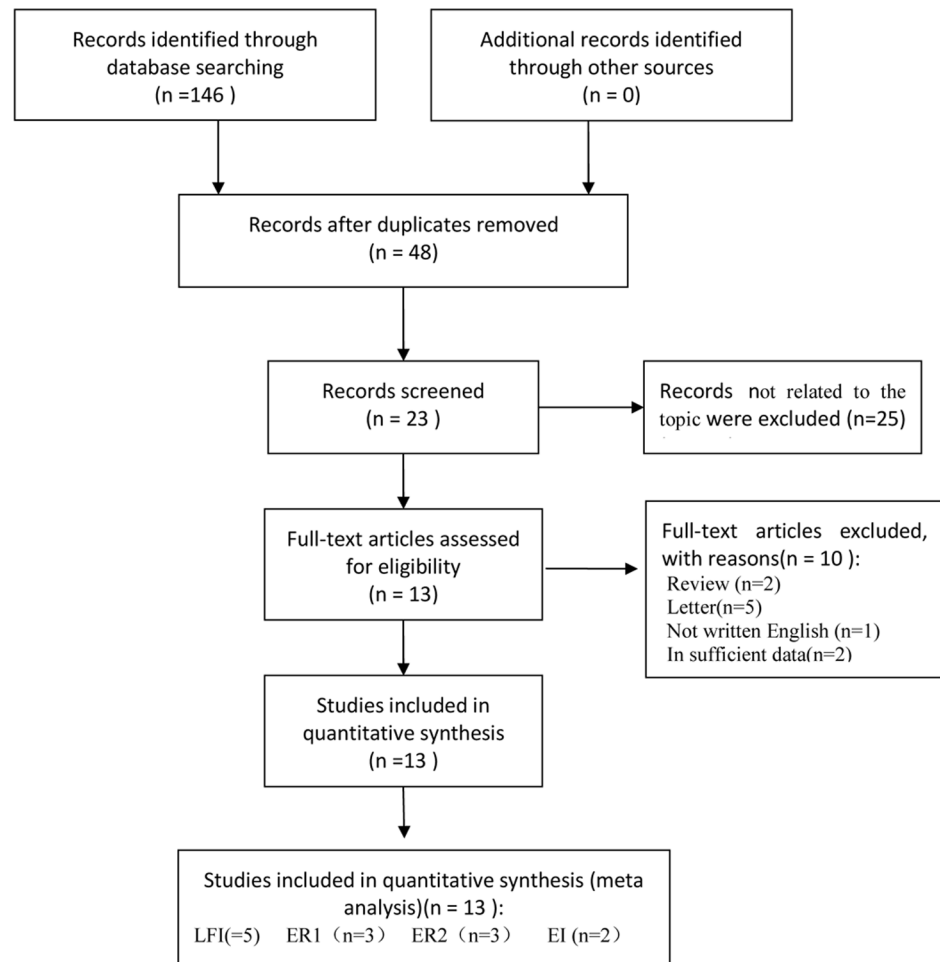 Records identified through
database searching
(n =146 )
Additional records identified
through other sources
(n = 0)
Records after duplicates removed
(n = 48)
Records screened
(n = 23 )
Records not related to the
topic were excluded (n=25)
Full-text articles assessed
for eligibility
(n = 13)
Full-text articles excluded,
with reasons(n = 10 ):
Review (n=2)
Letter(n=5)
Not written English (n=1)
In sufficient data(n=2)
Studies included in
quantitative synthesis
(n =13 )
Studies included in quantitative synthesis (meta
analysis)(n = 13 ):
LFI(=5) ER1（n=3） ER2（n=3） EI (n=2）